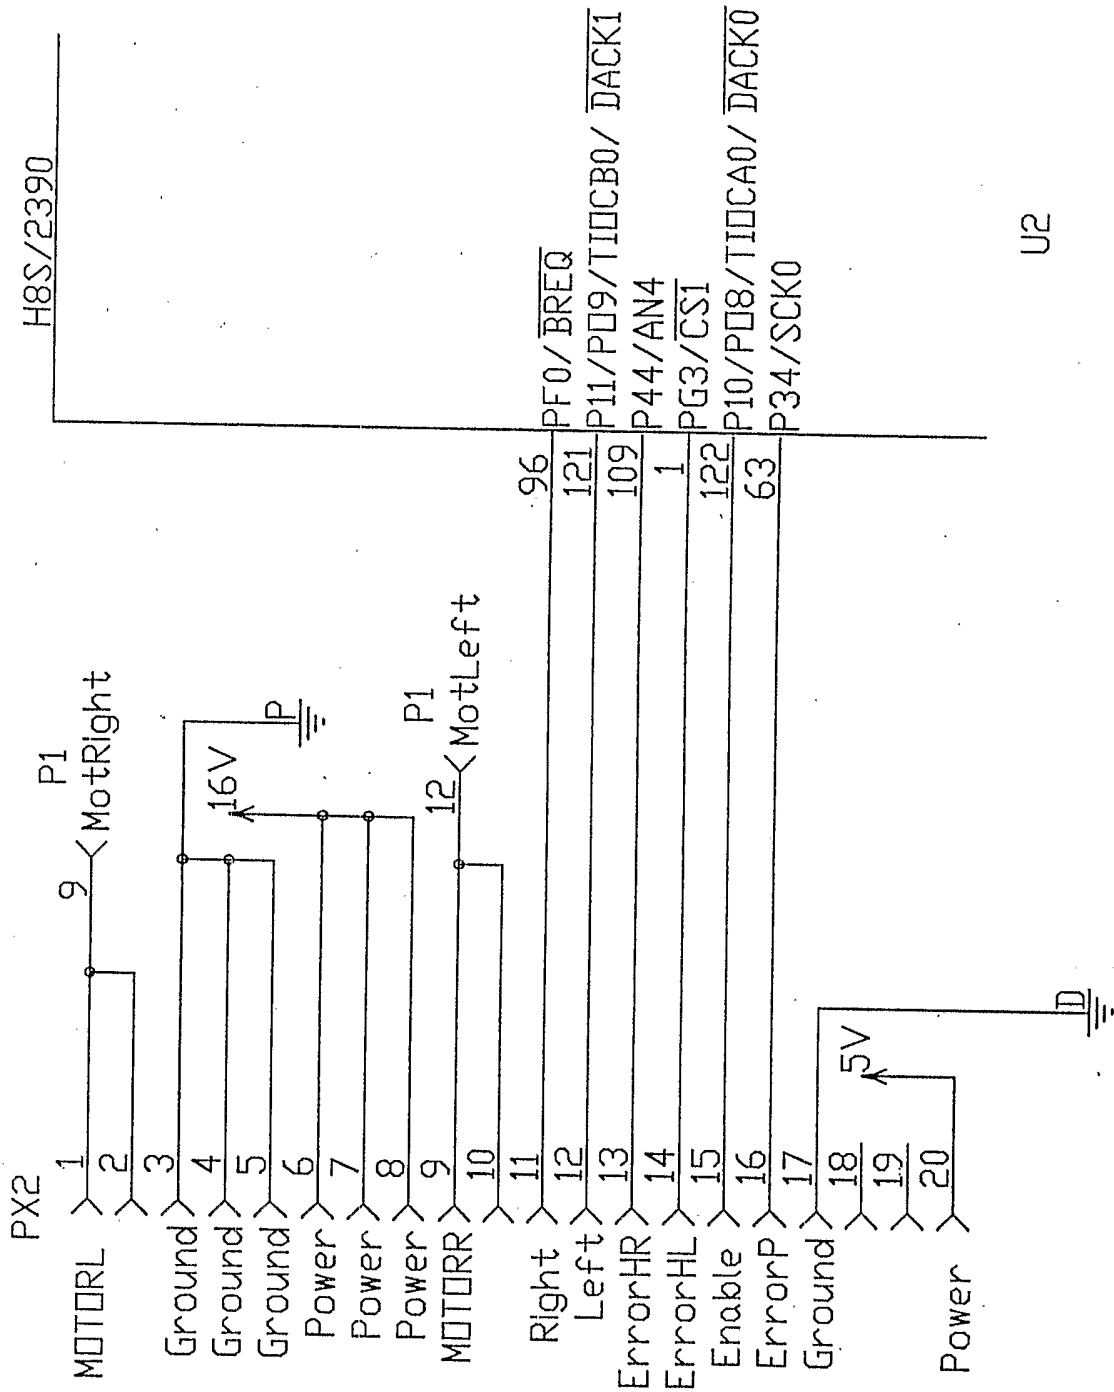 H8S/2390
PX2
MOTORL
1
2
9
P1
MotRight
Ground
3
Ground
4
Ground
5
P
Power
6
Power
7
Power
8
16V
MOTORR
9
10
12
P1
MotLeft
Right
11
96
PF0/BREQ
Left
12
121
P11/PO9/TIOCB0/ DACK1
ErrorHR
13
109
P44/AN4
ErrorHL
14
1
PG3/CS1
Enable
15
122
P10/PO8/TIOCA0/ DACK0
ErrorP
16
63
P34/SCK0
Ground
17
18
19
5V
Power
20
D
U2